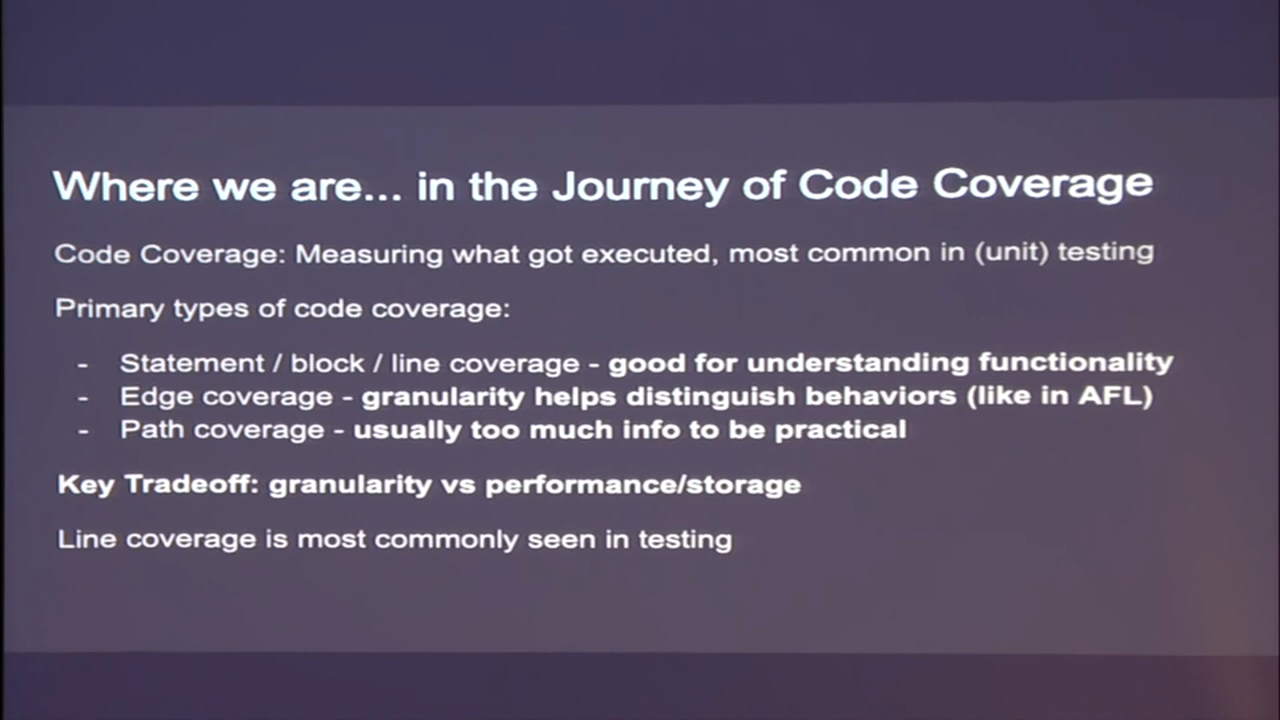 Where we are... in the Journey of Code Coverage
Code Coverage: Measuring what got executed, most common in (unit) testing
Primary types of code coverage:
- Statement / block / line coverage - good for understanding functionality
- Edge coverage - granularity helps distinguish behaviors (like in AFL)
- Path coverage - usually too much info to be practical
Key Tradeoff: granularity vs performance/storage
Line coverage is most commonly seen in testing